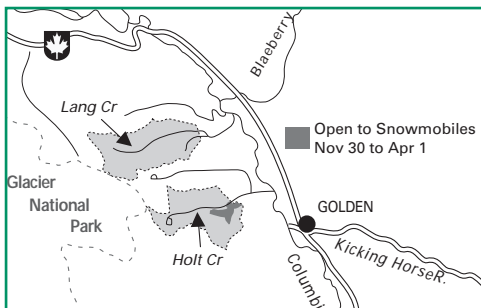 Blaeberry
Lang Cr
Open to Snowmobiles
Nov 30 to Apr 1
Glacier
National
Park
GOLDEN
Holt Cr
Kicking HorseR.
Columbi